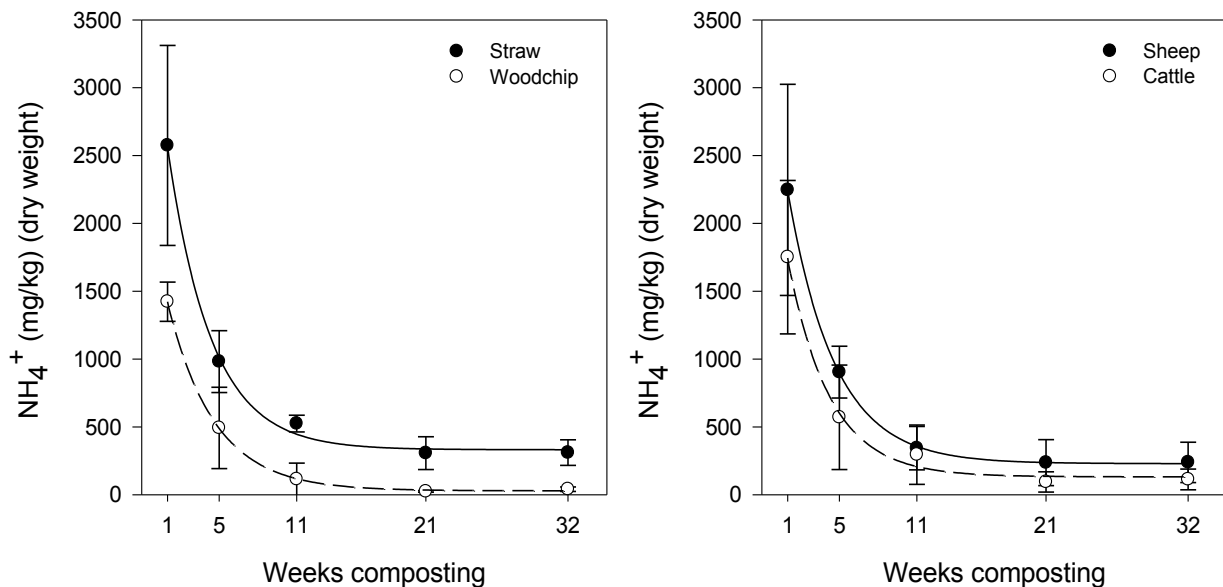 NH4+ (mg/kg) (dry weight)
3500
3000
2500
2000
1500
1000
500
0
Straw
Woodchip
1 5 11 21 32
Weeks composting
NH4+ (mg/kg) (dry weight)
3500
3000
2500
2000
1500
1000
500
0
Sheep
Cattle
1 5 11 21 32
Weeks composting